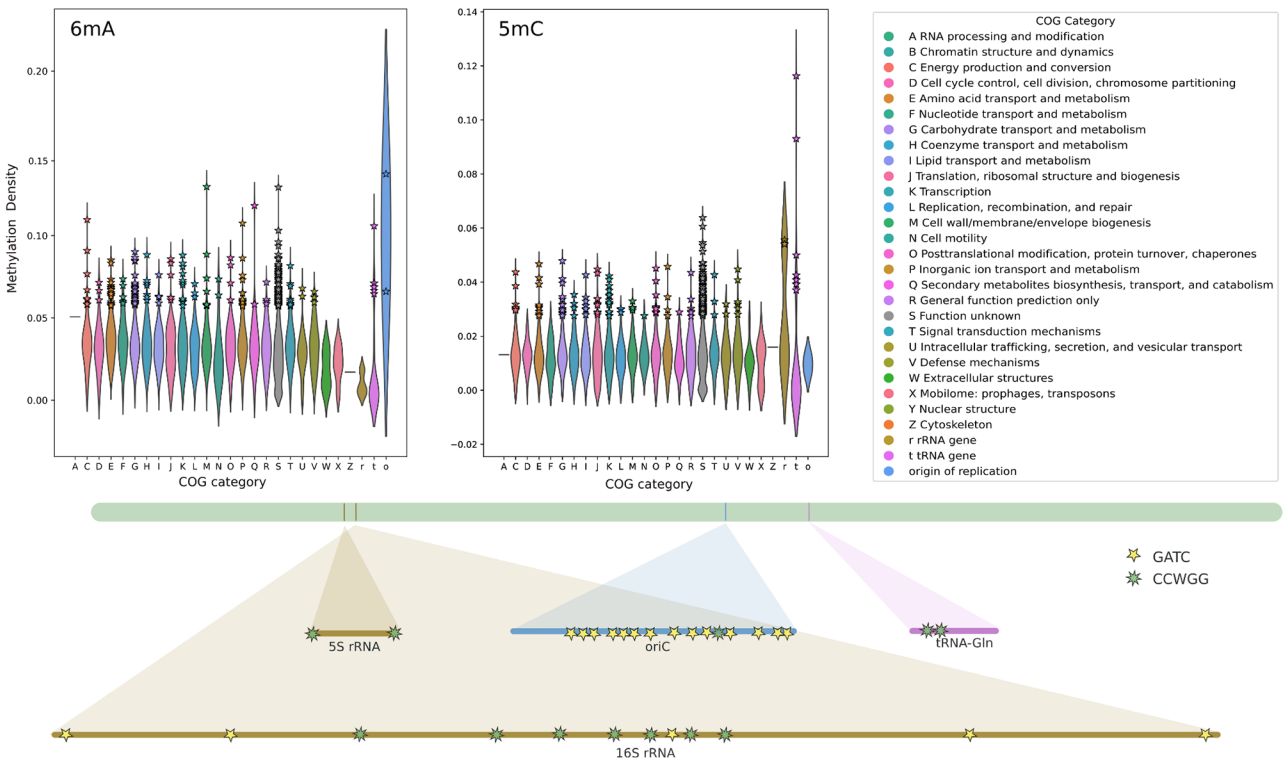 6mA
Methylation Density
0.20
0.15
0.10
0.05
0.00
A C D E F G H I J K L M N O P Q R S T U V W X Z r t o
COG category
5mC
0.14
0.12
0.10
0.08
0.06
0.04
0.02
0.00
−0.02
A C D E F G H I J K L M N O P Q R S T U V W X Z r t o
COG category
COG Category
A RNA processing and modification
B Chromatin structure and dynamics
C Energy production and conversion
D Cell cycle control, cell division, chromosome partitioning
E Amino acid transport and metabolism
F Nucleotide transport and metabolism
G Carbohydrate transport and metabolism
H Coenzyme transport and metabolism
I Lipid transport and metabolism
J Translation, ribosomal structure and biogenesis
K Transcription
L Replication, recombination, and repair
M Cell wall/membrane/envelope biogenesis
N Cell motility
O Posttranslational modification, protein turnover, chaperones
P Inorganic ion transport and metabolism
Q Secondary metabolites biosynthesis, transport, and catabolism
R General function prediction only
S Function unknown
T Signal transduction mechanisms
U Intracellular trafficking, secretion, and vesicular transport
V Defense mechanisms
W Extracellular structures
X Mobilome: prophages, transposons
Y Nuclear structure
Z Cytoskeleton
r rRNA gene
t tRNA gene
origin of replication
GATC
CCWGG
5S rRNA
oriC
tRNA-Gln
16S rRNA